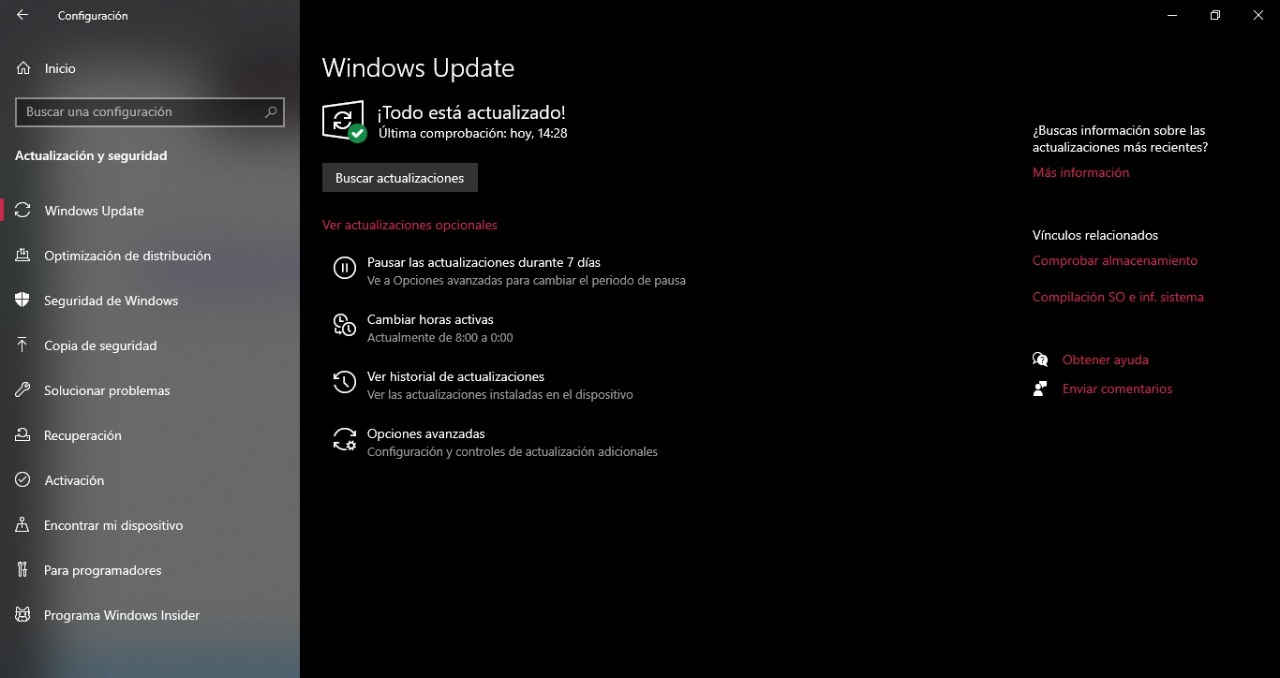 Configuración
Inicio
Buscar una configuración
Actualización y seguridad
Windows Update
Optimización de distribución
Seguridad de Windows
Copia de seguridad
Solucionar problemas
Recuperación
Activación
Encontrar mi dispositivo
Para programadores
Programa Windows Insider
Windows Update
¡Todo está actualizado!
Última comprobación: hoy, 14:28
Buscar actualizaciones
Ver actualizaciones opcionales
Pausar las actualizaciones durante 7 días
Ve a Opciones avanzadas para cambiar el periodo de pausa
Cambiar horas activas
Actualmente de 8:00 a 0:00
Ver historial de actualizaciones
Ver las actualizaciones instaladas en el dispositivo
Opciones avanzadas
Configuración y controles de actualización adicionales
¿Buscas información sobre las
actualizaciones más recientes?
Más información
Vínculos relacionados
Comprobar almacenamiento
Compilación SO e inf. sistema
Obtener ayuda
Enviar comentarios